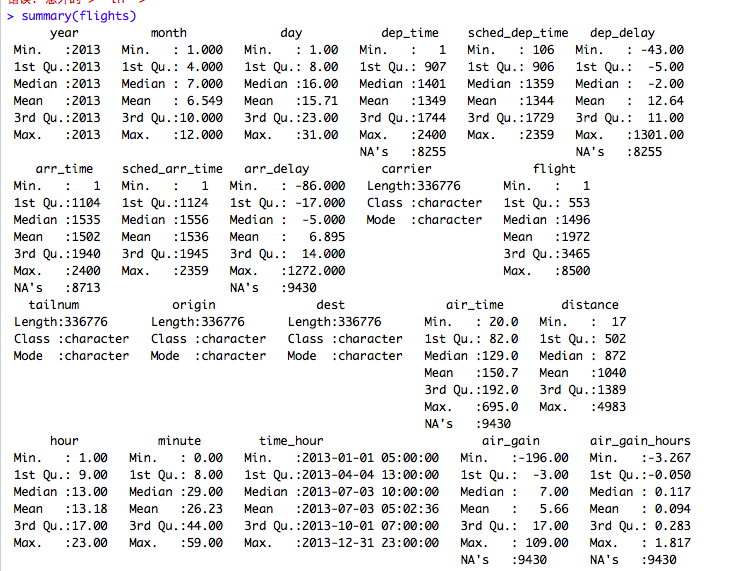 错误: 意外的 '>' "in" ">"
> summary(flights)
      year          month             day           dep_time    sched_dep_time   dep_delay
 Min.   :2013   Min.   : 1.000   Min.   : 1.00   Min.   :   1   Min.   : 106   Min.   : -43.00
 1st Qu.:2013   1st Qu.: 4.000   1st Qu.: 8.00   1st Qu.: 907   1st Qu.: 906   1st Qu.:  -5.00
 Median :2013   Median : 7.000   Median :16.00   Median :1401   Median :1359   Median :  -2.00
 Mean   :2013   Mean   : 6.549   Mean   :15.71   Mean   :1349   Mean   :1344   Mean   :  12.64
 3rd Qu.:2013   3rd Qu.:10.000   3rd Qu.:23.00   3rd Qu.:1744   3rd Qu.:1729   3rd Qu.:  11.00
 Max.   :2013   Max.   :12.000   Max.   :31.00   Max.   :2400   Max.   :2359   Max.   :1301.00
                                                 NA's   :8255                  NA's   :8255
    arr_time    sched_arr_time   arr_delay          carrier              flight
 Min.   :   1   Min.   :   1   Min.   : -86.000   Length:336776      Min.   :   1
 1st Qu.:1104   1st Qu.:1124   1st Qu.: -17.000   Class :character   1st Qu.: 553
 Median :1535   Median :1556   Median :  -5.000   Mode  :character   Median :1496
 Mean   :1502   Mean   :1536   Mean   :   6.895                      Mean   :1972
 3rd Qu.:1940   3rd Qu.:1945   3rd Qu.:  14.000                      3rd Qu.:3465
 Max.   :2400   Max.   :2359   Max.   :1272.000                      Max.   :8500
 NA's   :8713                  NA's   :9430
   tailnum             origin              dest              air_time        distance
 Length:336776      Length:336776      Length:336776      Min.   : 20.0   Min.   :  17
 Class :character   Class :character   Class :character   1st Qu.: 82.0   1st Qu.: 502
 Mode  :character   Mode  :character   Mode  :character   Median :129.0   Median : 872
                                                          Mean   :150.7   Mean   :1040
                                                          3rd Qu.:192.0   3rd Qu.:1389
                                                          Max.   :695.0   Max.   :4983
                                                          NA's   :9430
      hour           minute        time_hour                      air_gain       air_gain_hours
 Min.   : 1.00   Min.   : 0.00   Min.   :2013-01-01 05:00:00   Min.   :-196.00   Min.   :-3.267
 1st Qu.: 9.00   1st Qu.: 8.00   1st Qu.:2013-04-04 13:00:00   1st Qu.:  -3.00   1st Qu.:-0.050
 Median :13.00   Median :29.00   Median :2013-07-03 10:00:00   Median :   7.00   Median : 0.117
 Mean   :13.18   Mean   :26.23   Mean   :2013-07-03 05:02:36   Mean   :   5.66   Mean   : 0.094
 3rd Qu.:17.00   3rd Qu.:44.00   3rd Qu.:2013-10-01 07:00:00   3rd Qu.:  17.00   3rd Qu.: 0.283
 Max.   :23.00   Max.   :59.00   Max.   :2013-12-31 23:00:00   Max.   : 109.00   Max.   : 1.817
                                                               NA's   :9430      NA's   :9430